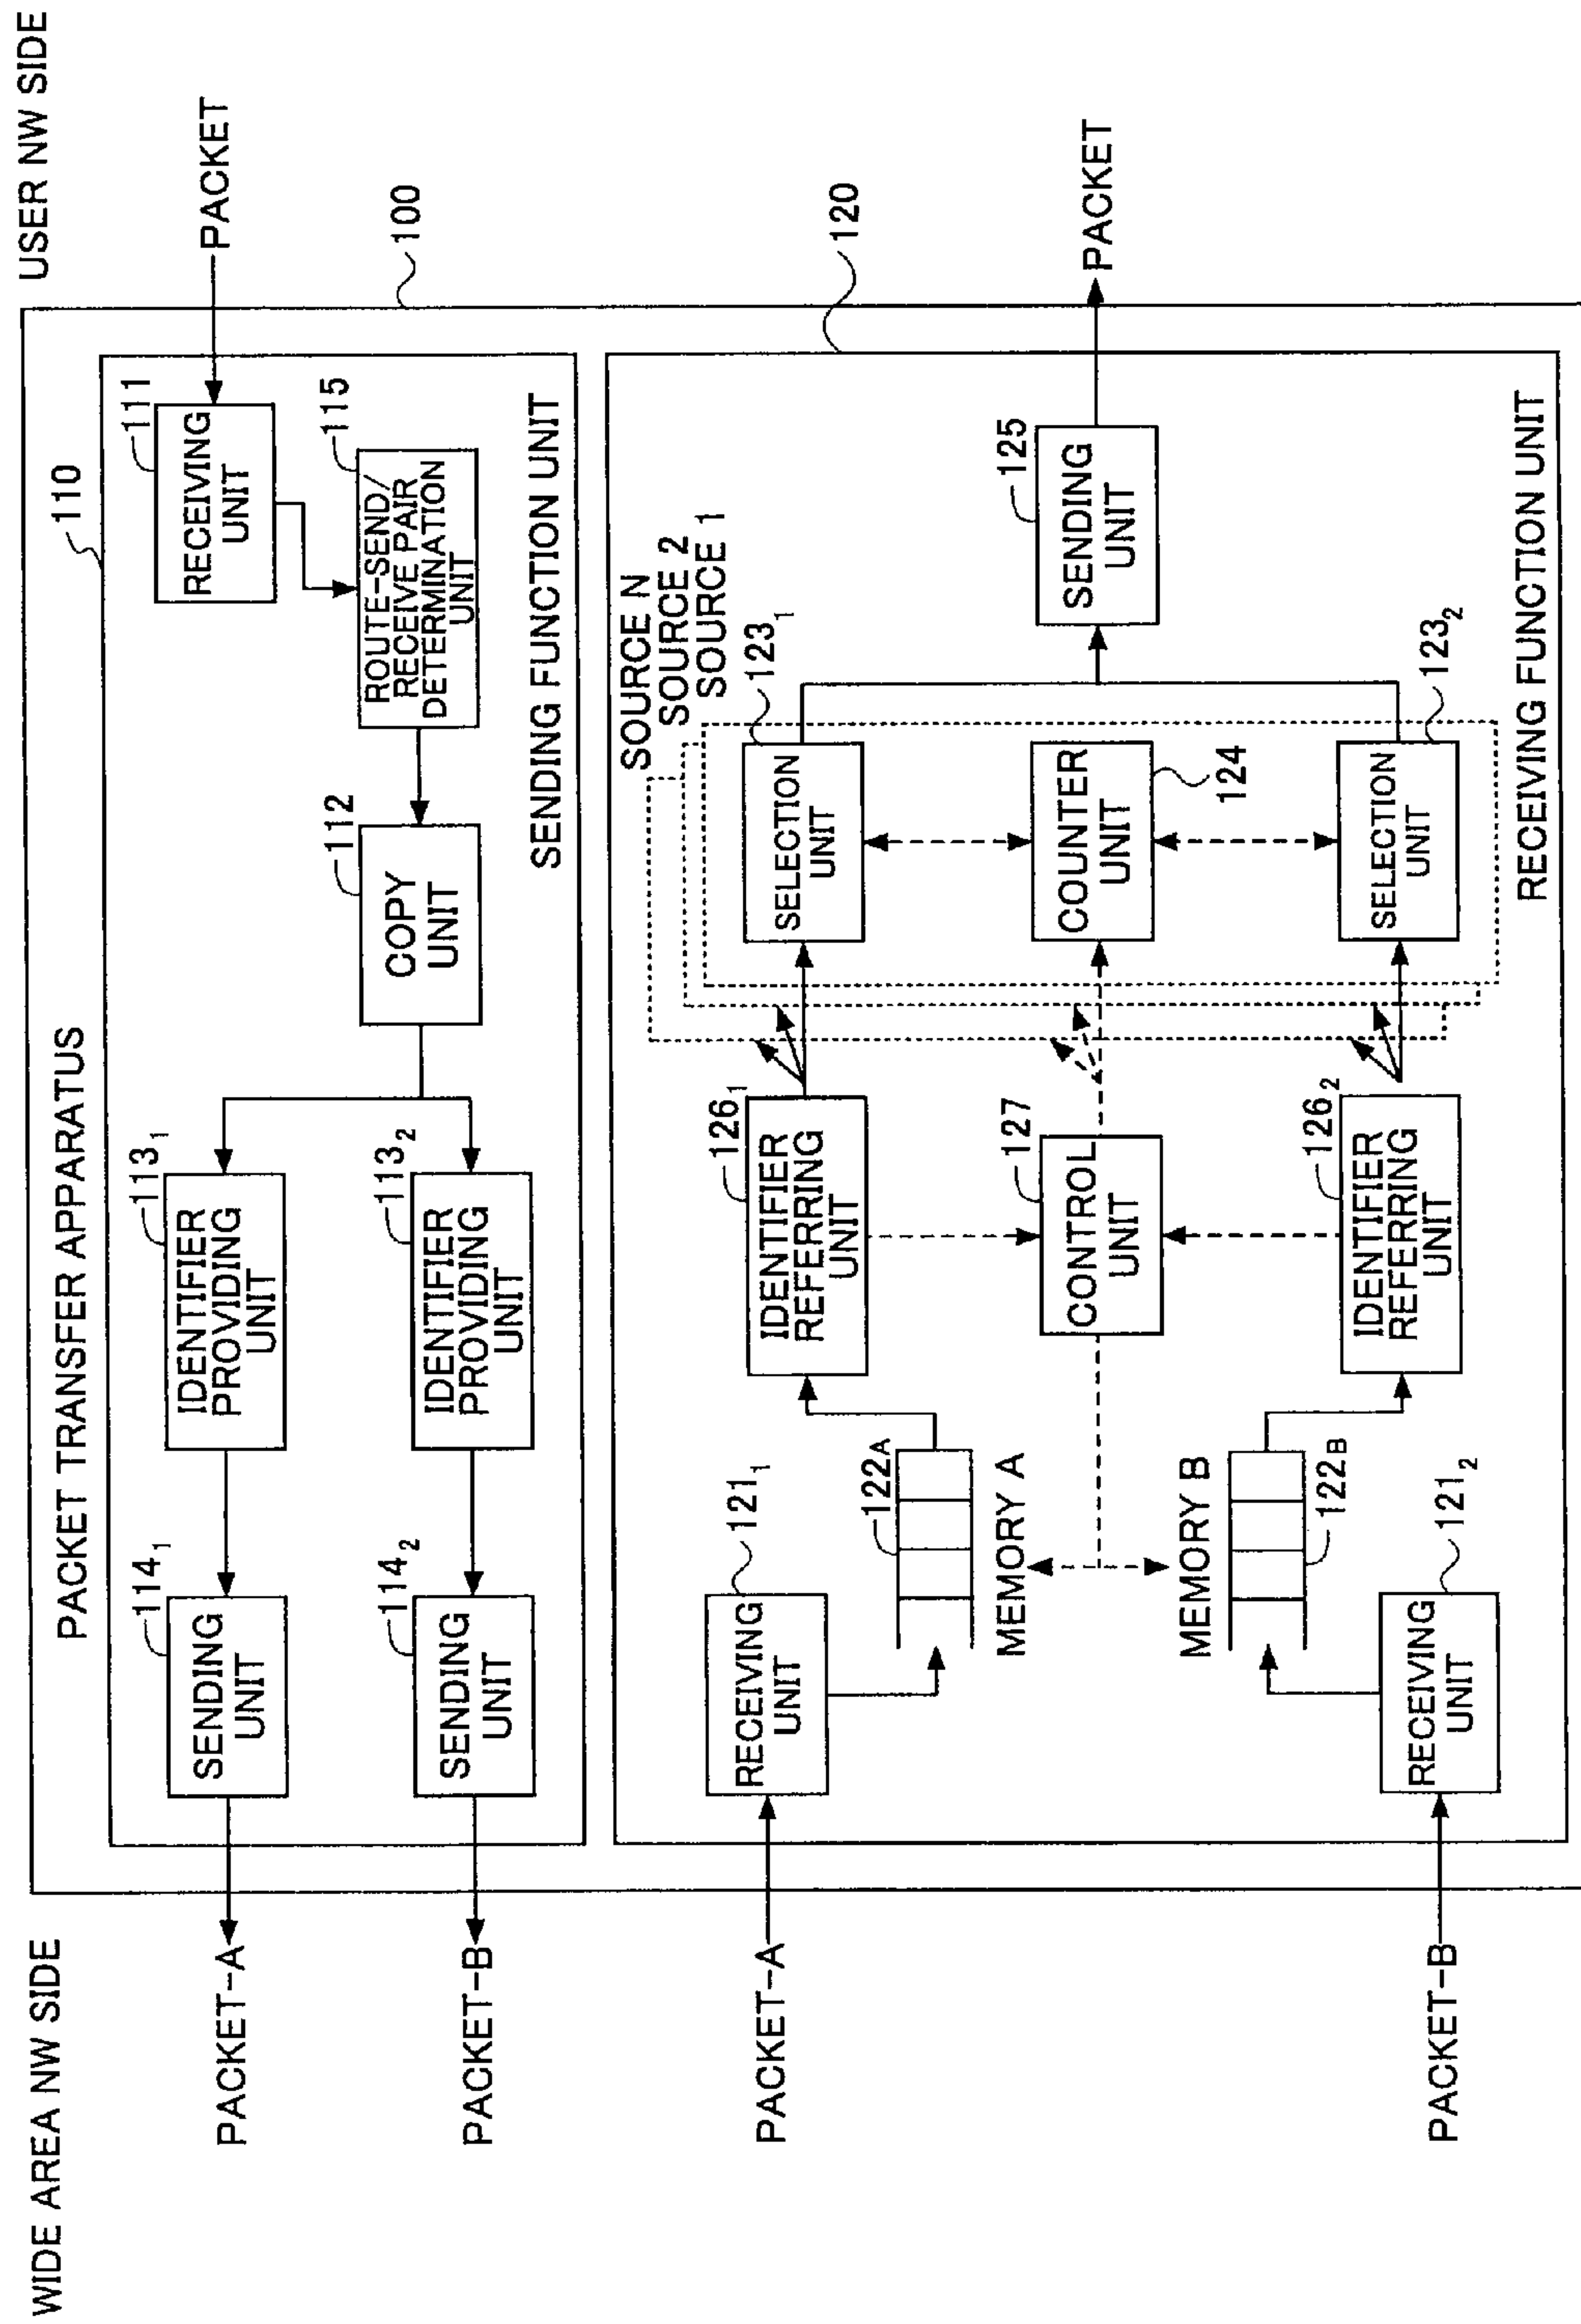 WIDE AREA NW SIDE
USER NW SIDE
PACKET TRANSFER APPARATUS
100
110
PACKET
111
RECEIVING
UNIT
115
ROUTE-SEND/
RECEIVE PAIR
DETERMINATION
UNIT
112
COPY
UNIT
113₁
IDENTIFIER
PROVIDING
UNIT
113₂
IDENTIFIER
PROVIDING
UNIT
114₁
SENDING
UNIT
114₂
SENDING
UNIT
PACKET-A
PACKET-B
SENDING FUNCTION UNIT
120
PACKET-A
121₁
RECEIVING
UNIT
122A
MEMORY A
MEMORY B
122B
121₂
RECEIVING
UNIT
PACKET-B
126₁
IDENTIFIER
REFERRING
UNIT
127
CONTROL
UNIT
126₂
IDENTIFIER
REFERRING
UNIT
SOURCE N
SOURCE 2
SOURCE 1
123₁
SELECTION
UNIT
COUNTER
UNIT
124
123₂
SELECTION
UNIT
125
SENDING
UNIT
PACKET
RECEIVING FUNCTION UNIT